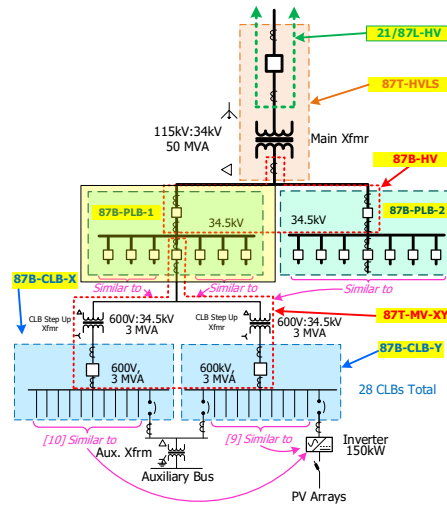 21/87L-HV
87T-HVLS
115kV:34kV
50 MVA
Main Xfmr
87B-HV
87B-PLB-1
87B-PLB-2
34.5kV
34.5kV
87B-CLB-X
Similar to
Similar to
Similar to
CLB Step Up
Xfmr
600V:34.5kV
3 MVA
CLB Step Up
Xfmr
600V:34.5kV
3 MVA
87T-MV-XY
600V,
3 MVA
600kV,
3 MVA
87B-CLB-Y
28 CLBs Total
[10] Similar to
[9] Similar to
Aux. Xfrm
Auxiliary Bus
Inverter
150kW
PV Arrays